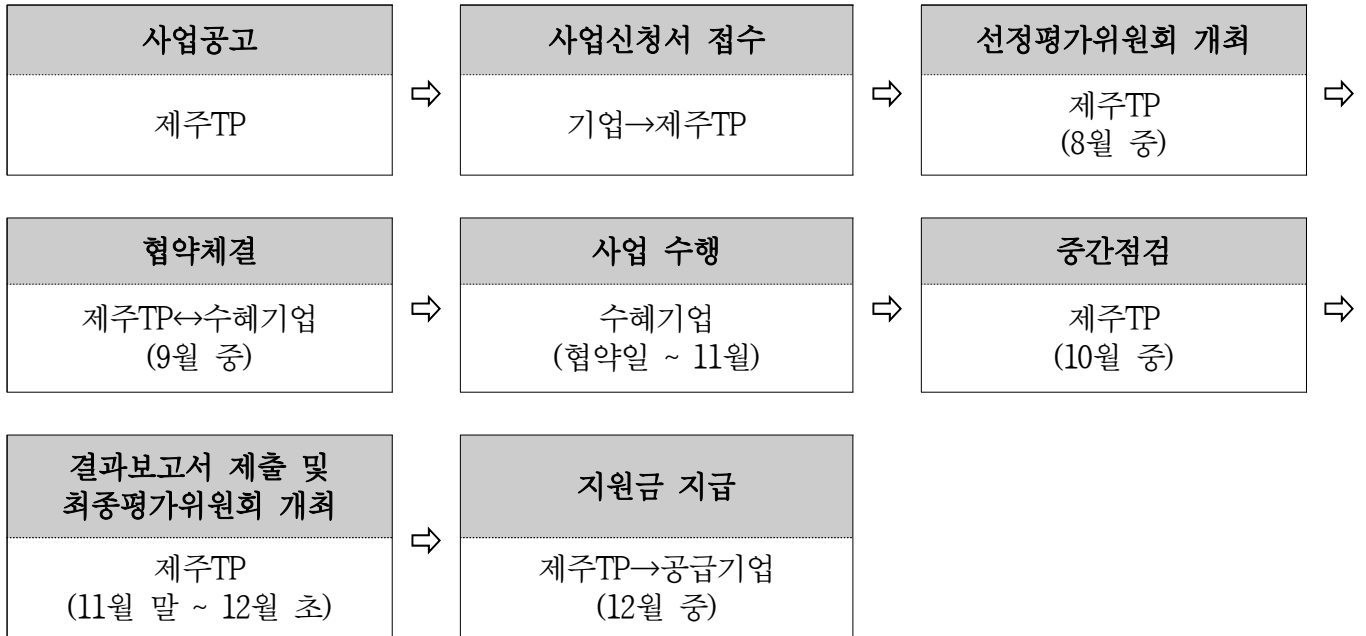 사업공고
제주TP
⇨
사업신청서 접수
기업→제주TP
⇨
선정평가위원회 개최
제주TP
(8월 중)
⇨
협약체결
제주TP↔수혜기업
(9월 중)
⇨
사업 수행
수혜기업
(협약일 ~ 11월)
⇨
중간점검
제주TP
(10월 중)
⇨
결과보고서 제출 및
최종평가위원회 개최
제주TP
(11월 말 ~ 12월 초)
⇨
지원금 지급
제주TP→공급기업
(12월 중)